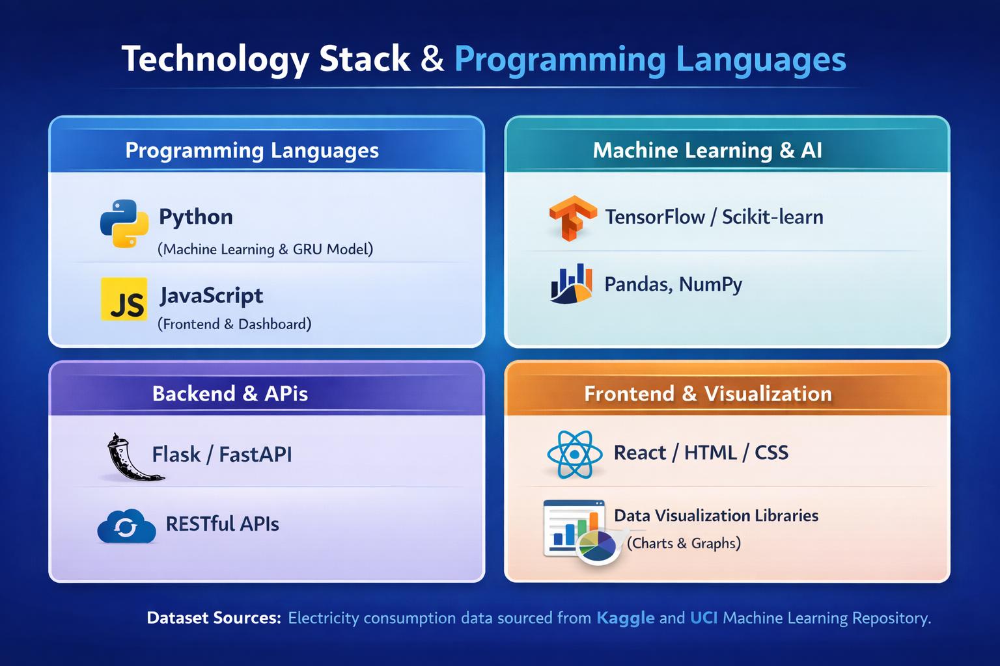 Technology Stack & Programming Languages
Programming Languages
Python
(Machine Learning & GRU Model)
JS
JavaScript
(Frontend & Dashboard)
Machine Learning & AI
TensorFlow / Scikit-learn
Pandas, NumPy
Backend & APis
Flask / FastAPI
RESTful APIs
Frontend & Visualization
React / HTML / CSS
Data Visualization Libraries
(Charts & Graphs)
Dataset Sources: Electricity consumption data sourced from Kaggle and UCI Machine Learning Repository.